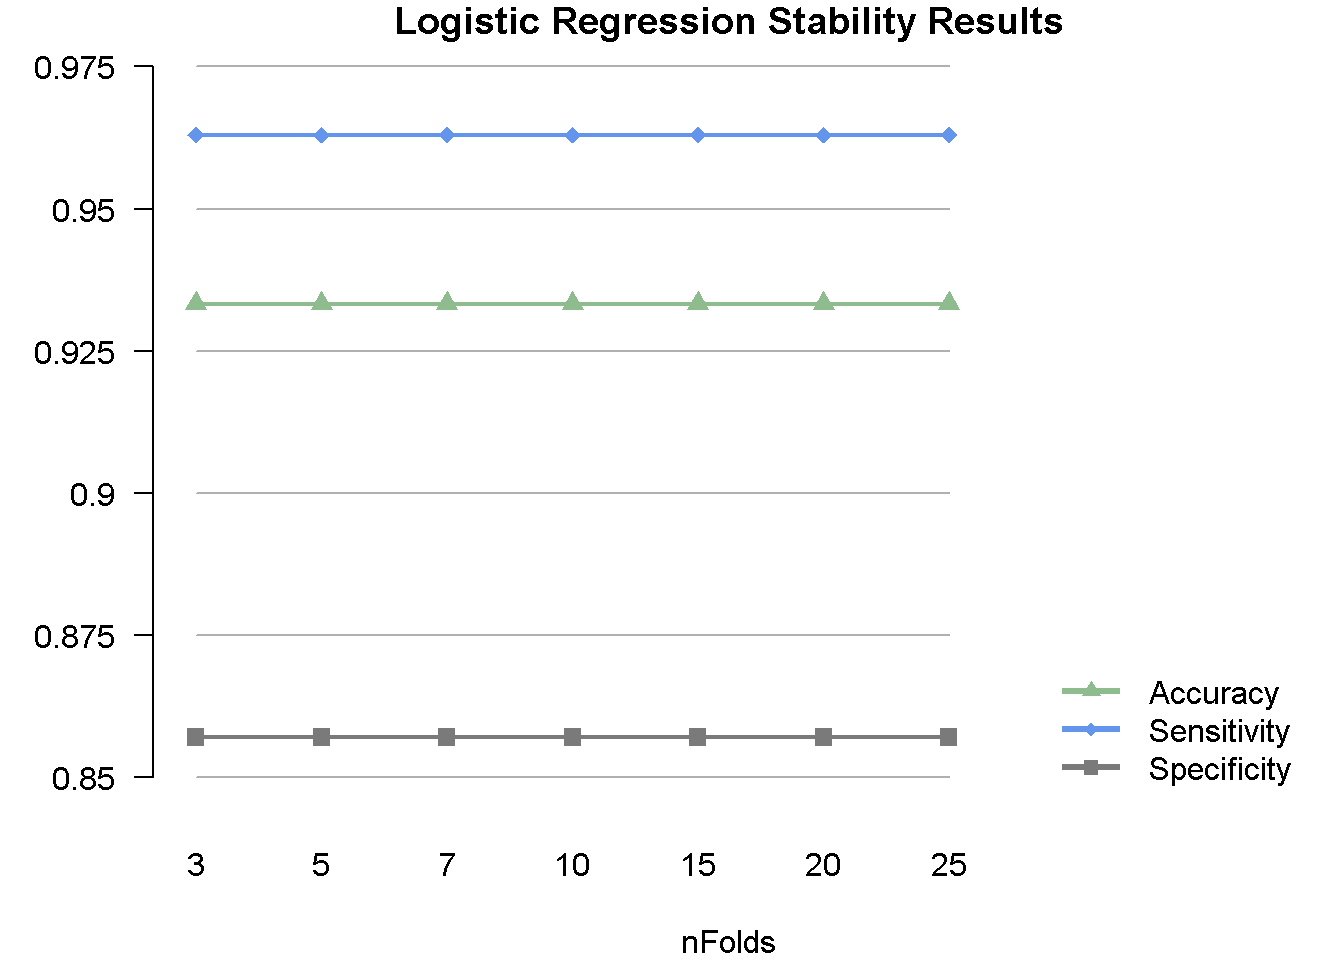 Logistic Regression Stability Results
0.975
0.95
0.925
0.9
0.875
0.85
Accuracy
Sensitivity
Specificity
3 5 7 10 15 20 25
nFolds